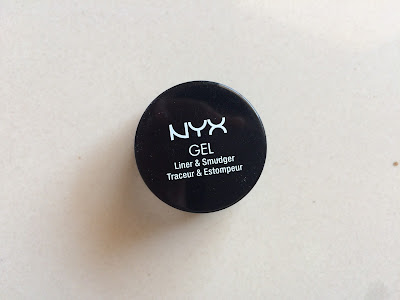 NYX
GEL
Liner & Smudger
Traceur & Estompeur